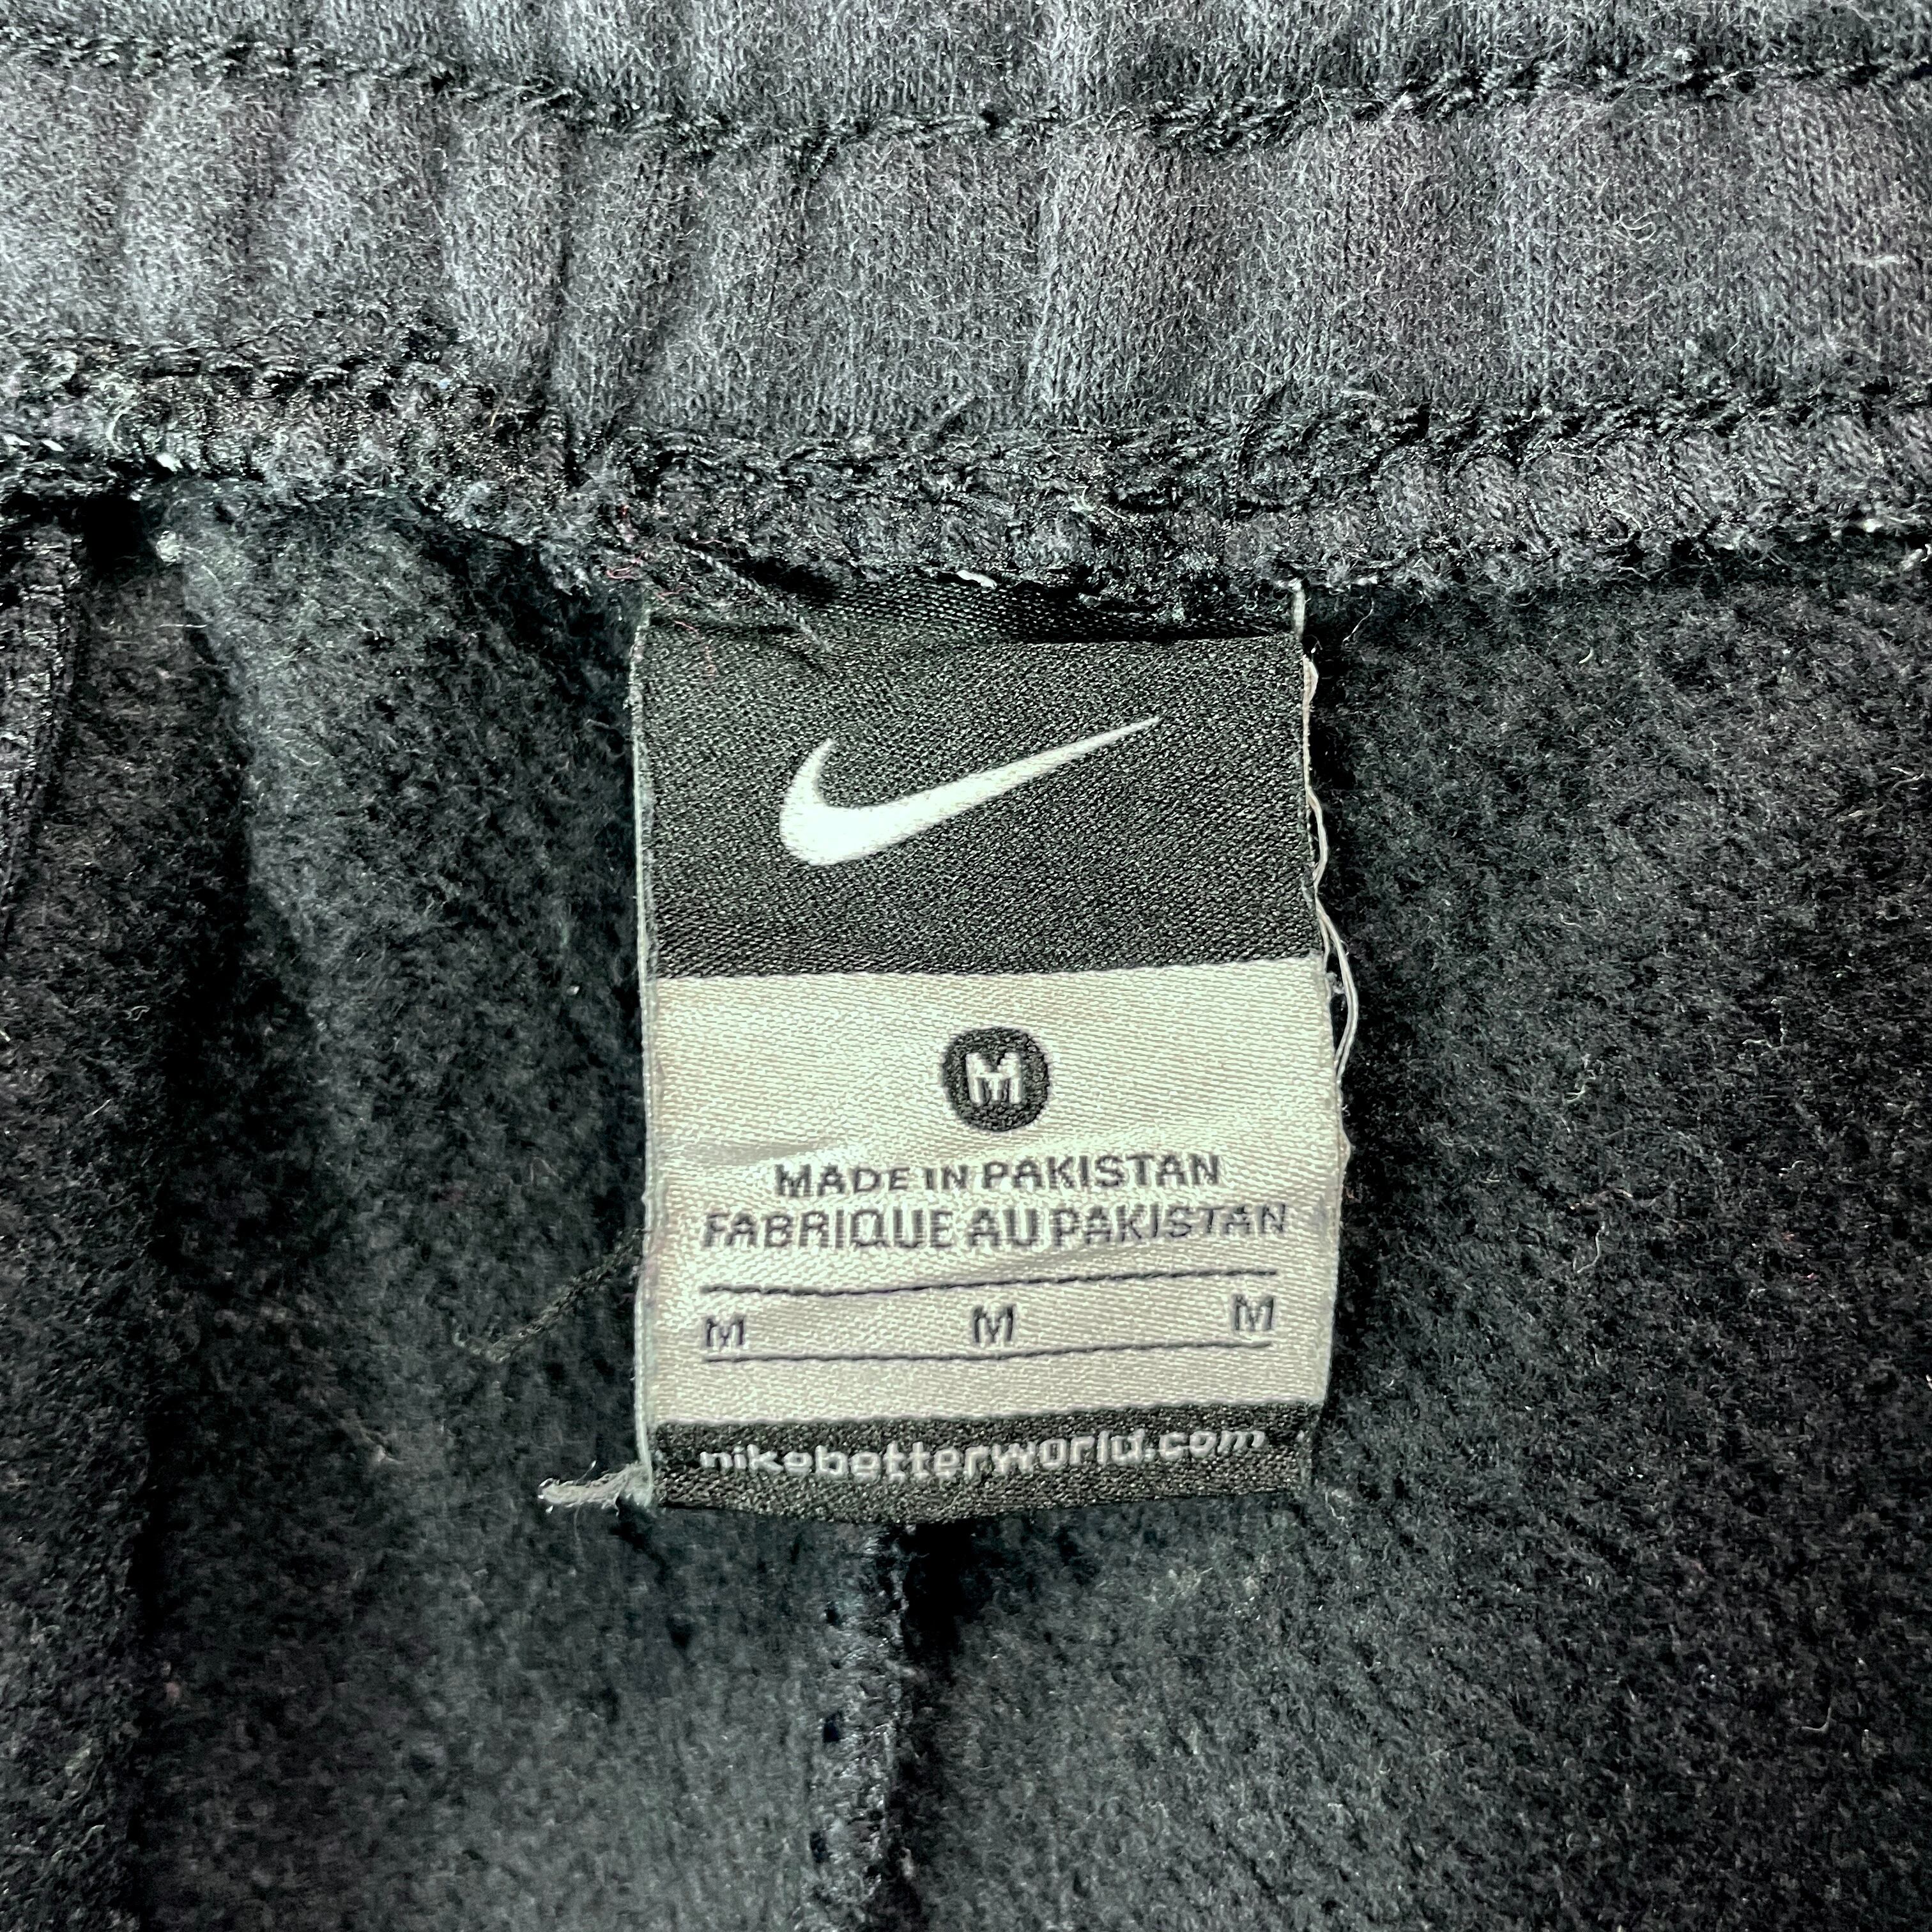 M
MADE IN PAKISTAN
FABRIQUE AU PAKISTAN
M M M
nikebetterworld.com